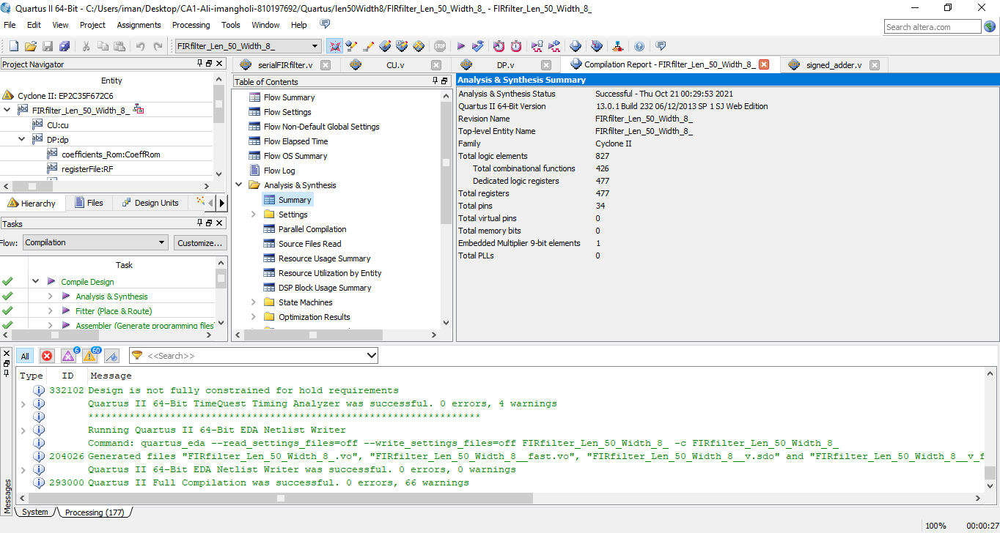 Quartus II 64-Bit - C:/Users/iman/Desktop/CA1-Ali-imangholi-810197692/Quartus/len50Width8/FIRfilter_Len_50_Width_8_ - FIRfilter_Len_50_Width_8_
File Edit View Project Assignments Processing Tools Window Help
Search altera.com
FIRfilter_Len_50_Width_8_
STOP
Project Navigator
Entity
Cyclone II: EP2C35F672C6
FIRfilter_Len_50_Width_8_
CU:cu
DP:dp
coefficients_Rom:CoeffRom
registerFile:RF
Hierarchy Files Design Units
Tasks
Flow: Compilation Customize...
Task
Compile Design
Analysis & Synthesis
Fitter (Place & Route)
Assembler (Generate programming files)
serialFIRfilter.v CU.v DP.v Compilation Report - FIRfilter_Len_50_Width_8_ signed_adder.v
Table of Contents
Flow Summary
Flow Settings
Flow Non-Default Global Settings
Flow Elapsed Time
Flow OS Summary
Flow Log
Analysis & Synthesis
Summary
Settings
Parallel Compilation
Source Files Read
Resource Usage Summary
Resource Utilization by Entity
DSP Block Usage Summary
State Machines
Optimization Results
Analysis & Synthesis Summary
Analysis & Synthesis Status Successful - Thu Oct 21 00:29:53 2021
Quartus II 64-Bit Version 13.0.1 Build 232 06/12/2013 SP 1 SJ Web Edition
Revision Name FIRfilter_Len_50_Width_8_
Top-level Entity Name FIRfilter_Len_50_Width_8_
Family Cyclone II
Total logic elements 827
Total combinational functions 426
Dedicated logic registers 477
Total registers 477
Total pins 34
Total virtual pins 0
Total memory bits 0
Embedded Multiplier 9-bit elements 1
Total PLLs 0
All 6 60 <<Search>>
Type ID Message
332102 Design is not fully constrained for hold requirements
Quartus II 64-Bit TimeQuest Timing Analyzer was successful. 0 errors, 4 warnings
*******************************************************************
Running Quartus II 64-Bit EDA Netlist Writer
Command: quartus_eda --read_settings_files=off --write_settings_files=off FIRfilter_Len_50_Width_8_ -c FIRfilter_Len_50_Width_8_
204026 Generated files "FIRfilter_Len_50_Width_8_.vo", "FIRfilter_Len_50_Width_8__fast.vo", "FIRfilter_Len_50_Width_8__v.sdo" and "FIRfilter_Len_50_Width_8__v_f
Quartus II 64-Bit EDA Netlist Writer was successful. 0 errors, 0 warnings
293000 Quartus II Full Compilation was successful. 0 errors, 66 warnings
Messages
System Processing (177)
100% 00:00:27